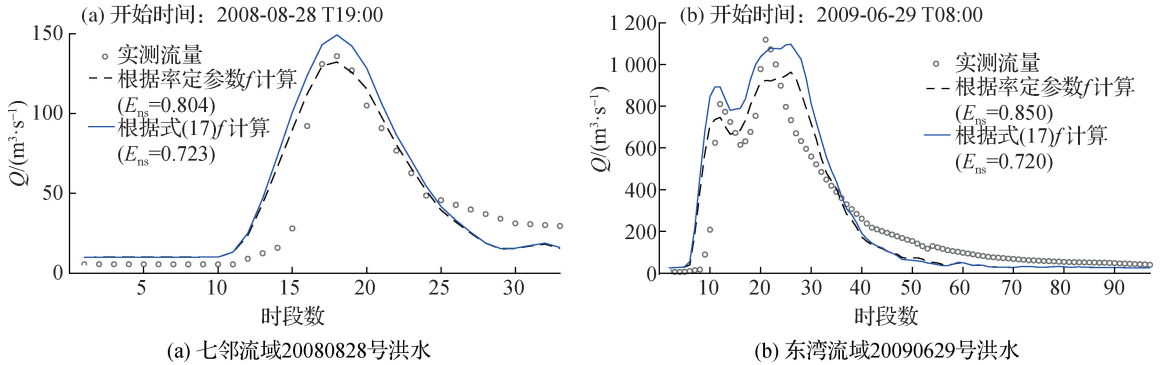 (a) 开始时间：2008-08-28 T19:00
实测流量
根据率定参数f计算
(Ens=0.804)
根据式(17)f计算
(Ens=0.723)
Q/(m³·s⁻¹)
150
100
50
0
5 10 15 20 25 30
时段数
(a) 七邻流域20080828号洪水
(b) 开始时间：2009-06-29 T08:00
实测流量
根据率定参数f计算
(Ens=0.850)
根据式(17)f计算
(Ens=0.720)
Q/(m³·s⁻¹)
1 200
1 000
800
600
400
200
0
10 20 30 40 50 60 70 80 90
时段数
(b) 东湾流域20090629号洪水